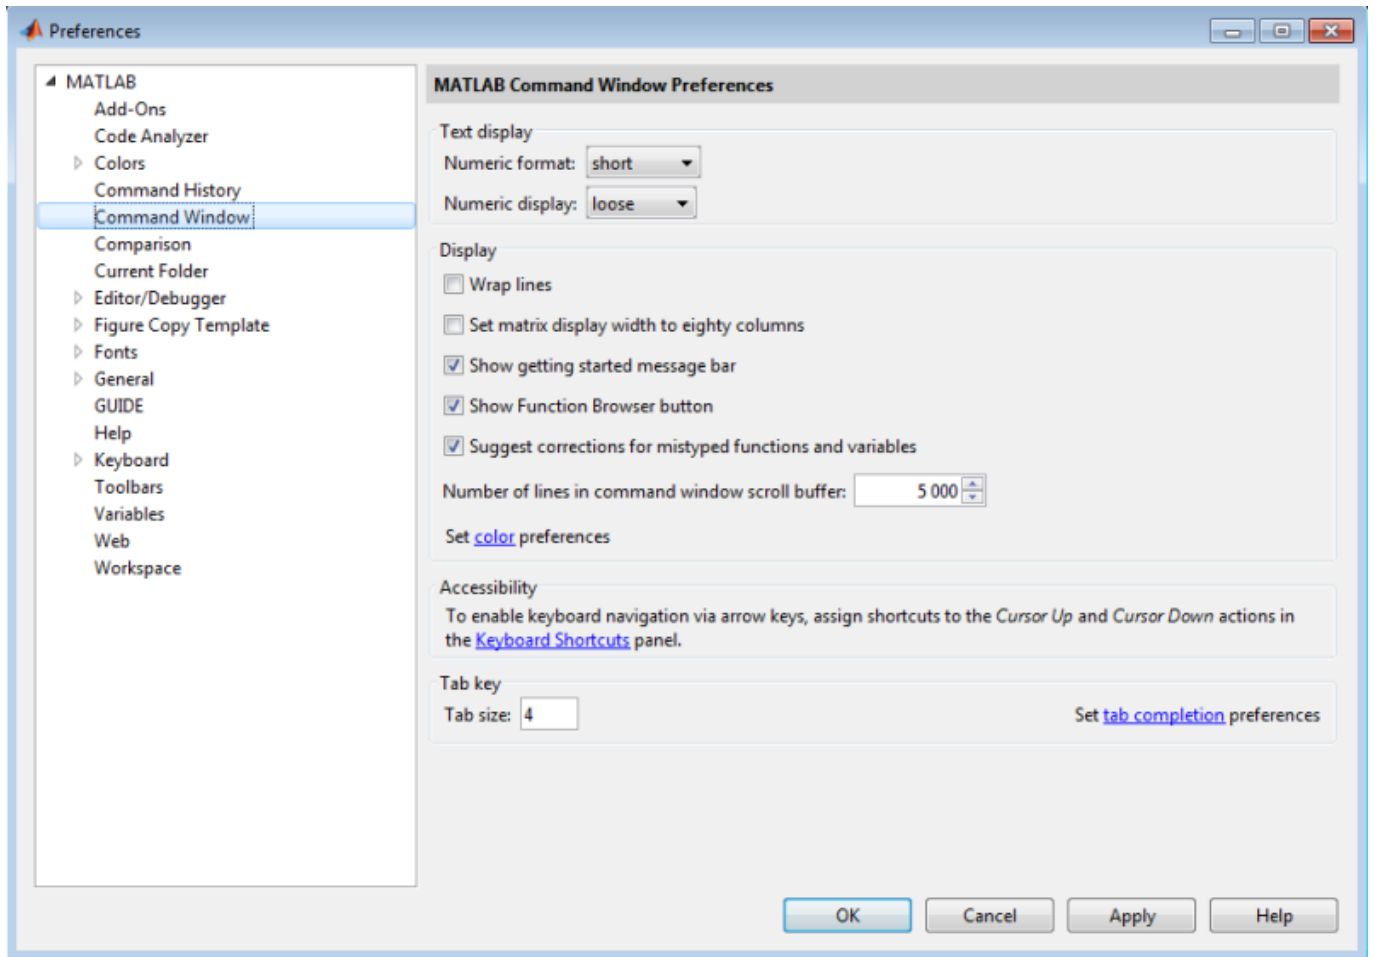 Preferences
MATLAB
Add-Ons
Code Analyzer
Colors
Command History
Command Window
Comparison
Current Folder
Editor/Debugger
Figure Copy Template
Fonts
General
GUIDE
Help
Keyboard
Toolbars
Variables
Web
Workspace
MATLAB Command Window Preferences
Text display
Numeric format: short
Numeric display: loose
Display
Wrap lines
Set matrix display width to eighty columns
Show getting started message bar
Show Function Browser button
Suggest corrections for mistyped functions and variables
Number of lines in command window scroll buffer: 5 000
Set color preferences
Accessibility
To enable keyboard navigation via arrow keys, assign shortcuts to the Cursor Up and Cursor Down actions in
the Keyboard Shortcuts panel.
Tab key
Tab size: 4 Set tab completion preferences
OK Cancel Apply Help